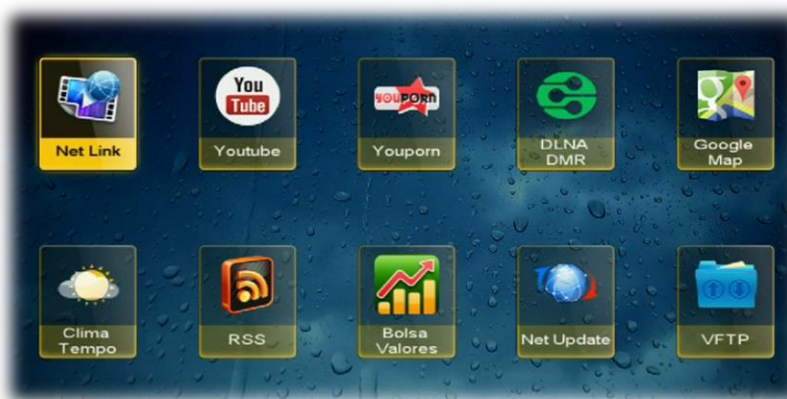 You
Tube
YOUPORN
Net Link
Youtube
Youporn
DLNA
DMR
Google
Map
Clima
Tempo
RSS
Bolsa
Valores
Net Update
VFTP